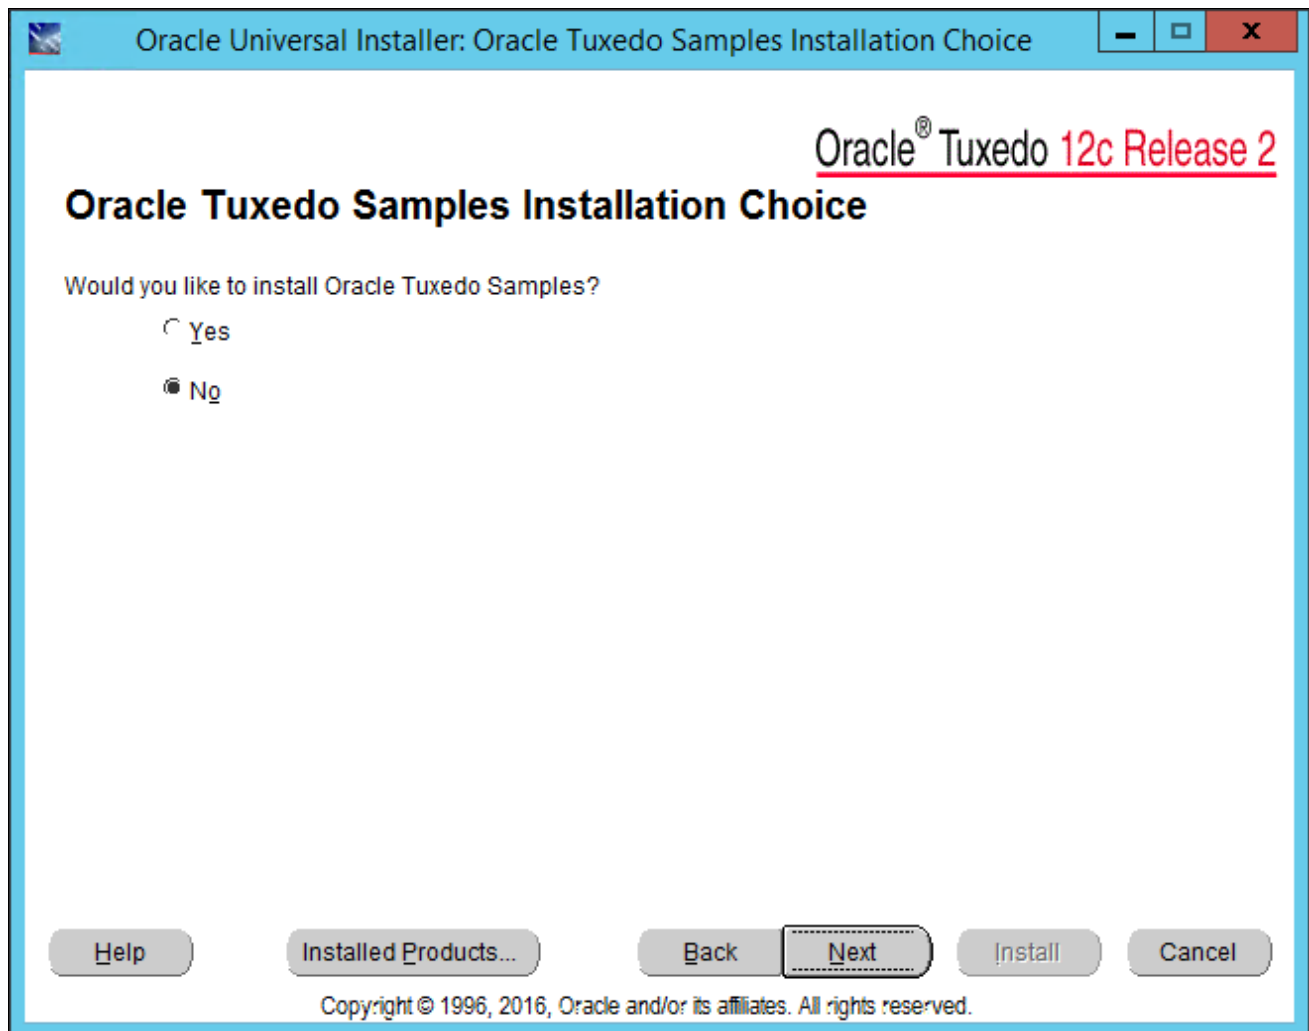 Oracle Universal Installer: Oracle Tuxedo Samples Installation Choice
Oracle® Tuxedo 12c Release 2
Oracle Tuxedo Samples Installation Choice
Would you like to install Oracle Tuxedo Samples?
Yes
No
Help Installed Products... Back Next Install Cancel
Copyright © 1996, 2016, Oracle and/or its affiliates. All rights reserved.